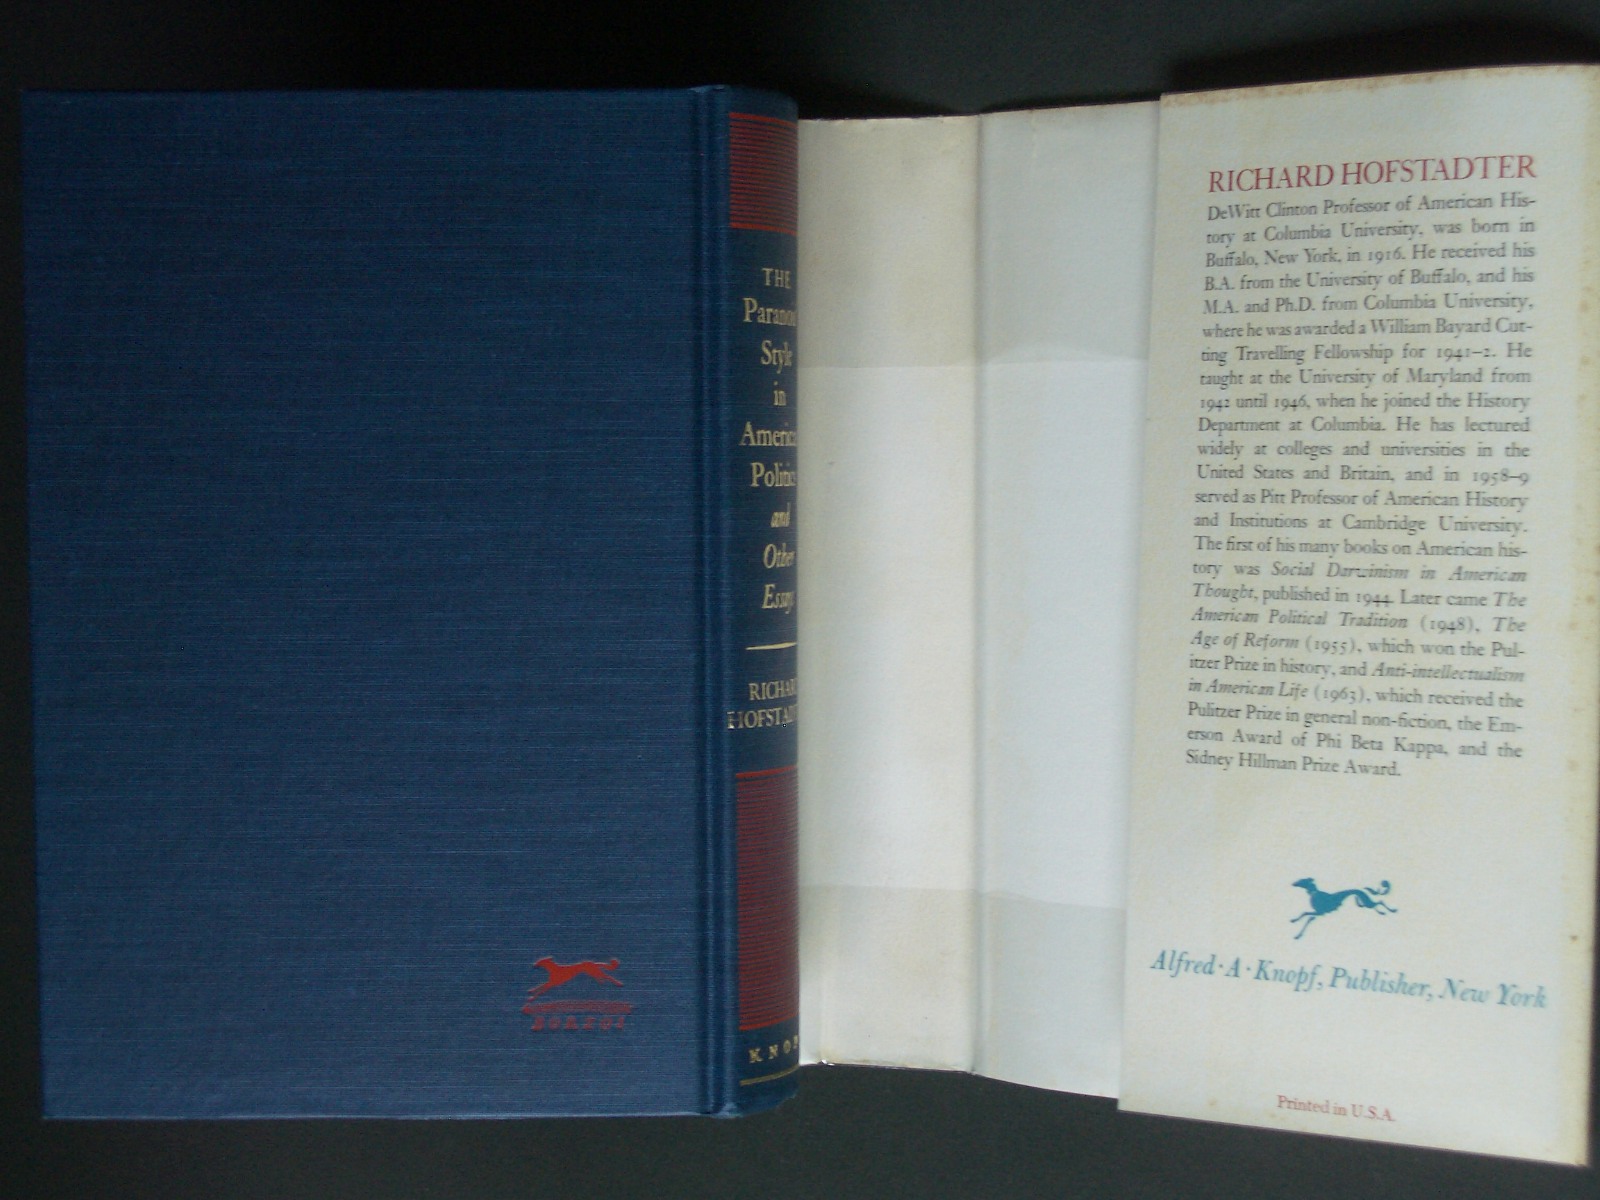 THE
Paranoi
Style
in
America
Politics
and
Other
Essays
RICHAR
HOFSTADT
KNOP
BORZOI
RICHARD HOFSTADTER
DeWitt Clinton Professor of American His-
tory at Columbia University, was born in
Buffalo, New York, in 1916. He received his
B.A. from the University of Buffalo, and his
M.A. and Ph.D. from Columbia University,
where he was awarded a William Bayard Cut-
ting Travelling Fellowship for 1941–2. He
taught at the University of Maryland from
1942 until 1946, when he joined the History
Department at Columbia. He has lectured
widely at colleges and universities in the
United States and Britain, and in 1958–9
served as Pitt Professor of American History
and Institutions at Cambridge University.
The first of his many books on American his-
tory was Social Darwinism in American
Thought, published in 1944. Later came The
American Political Tradition (1948), The
Age of Reform (1955), which won the Pul-
itzer Prize in history, and Anti-intellectualism
in American Life (1963), which received the
Pulitzer Prize in general non-fiction, the Em-
erson Award of Phi Beta Kappa, and the
Sidney Hillman Prize Award.
Alfred · A · Knopf, Publisher, New York
Printed in U.S.A.